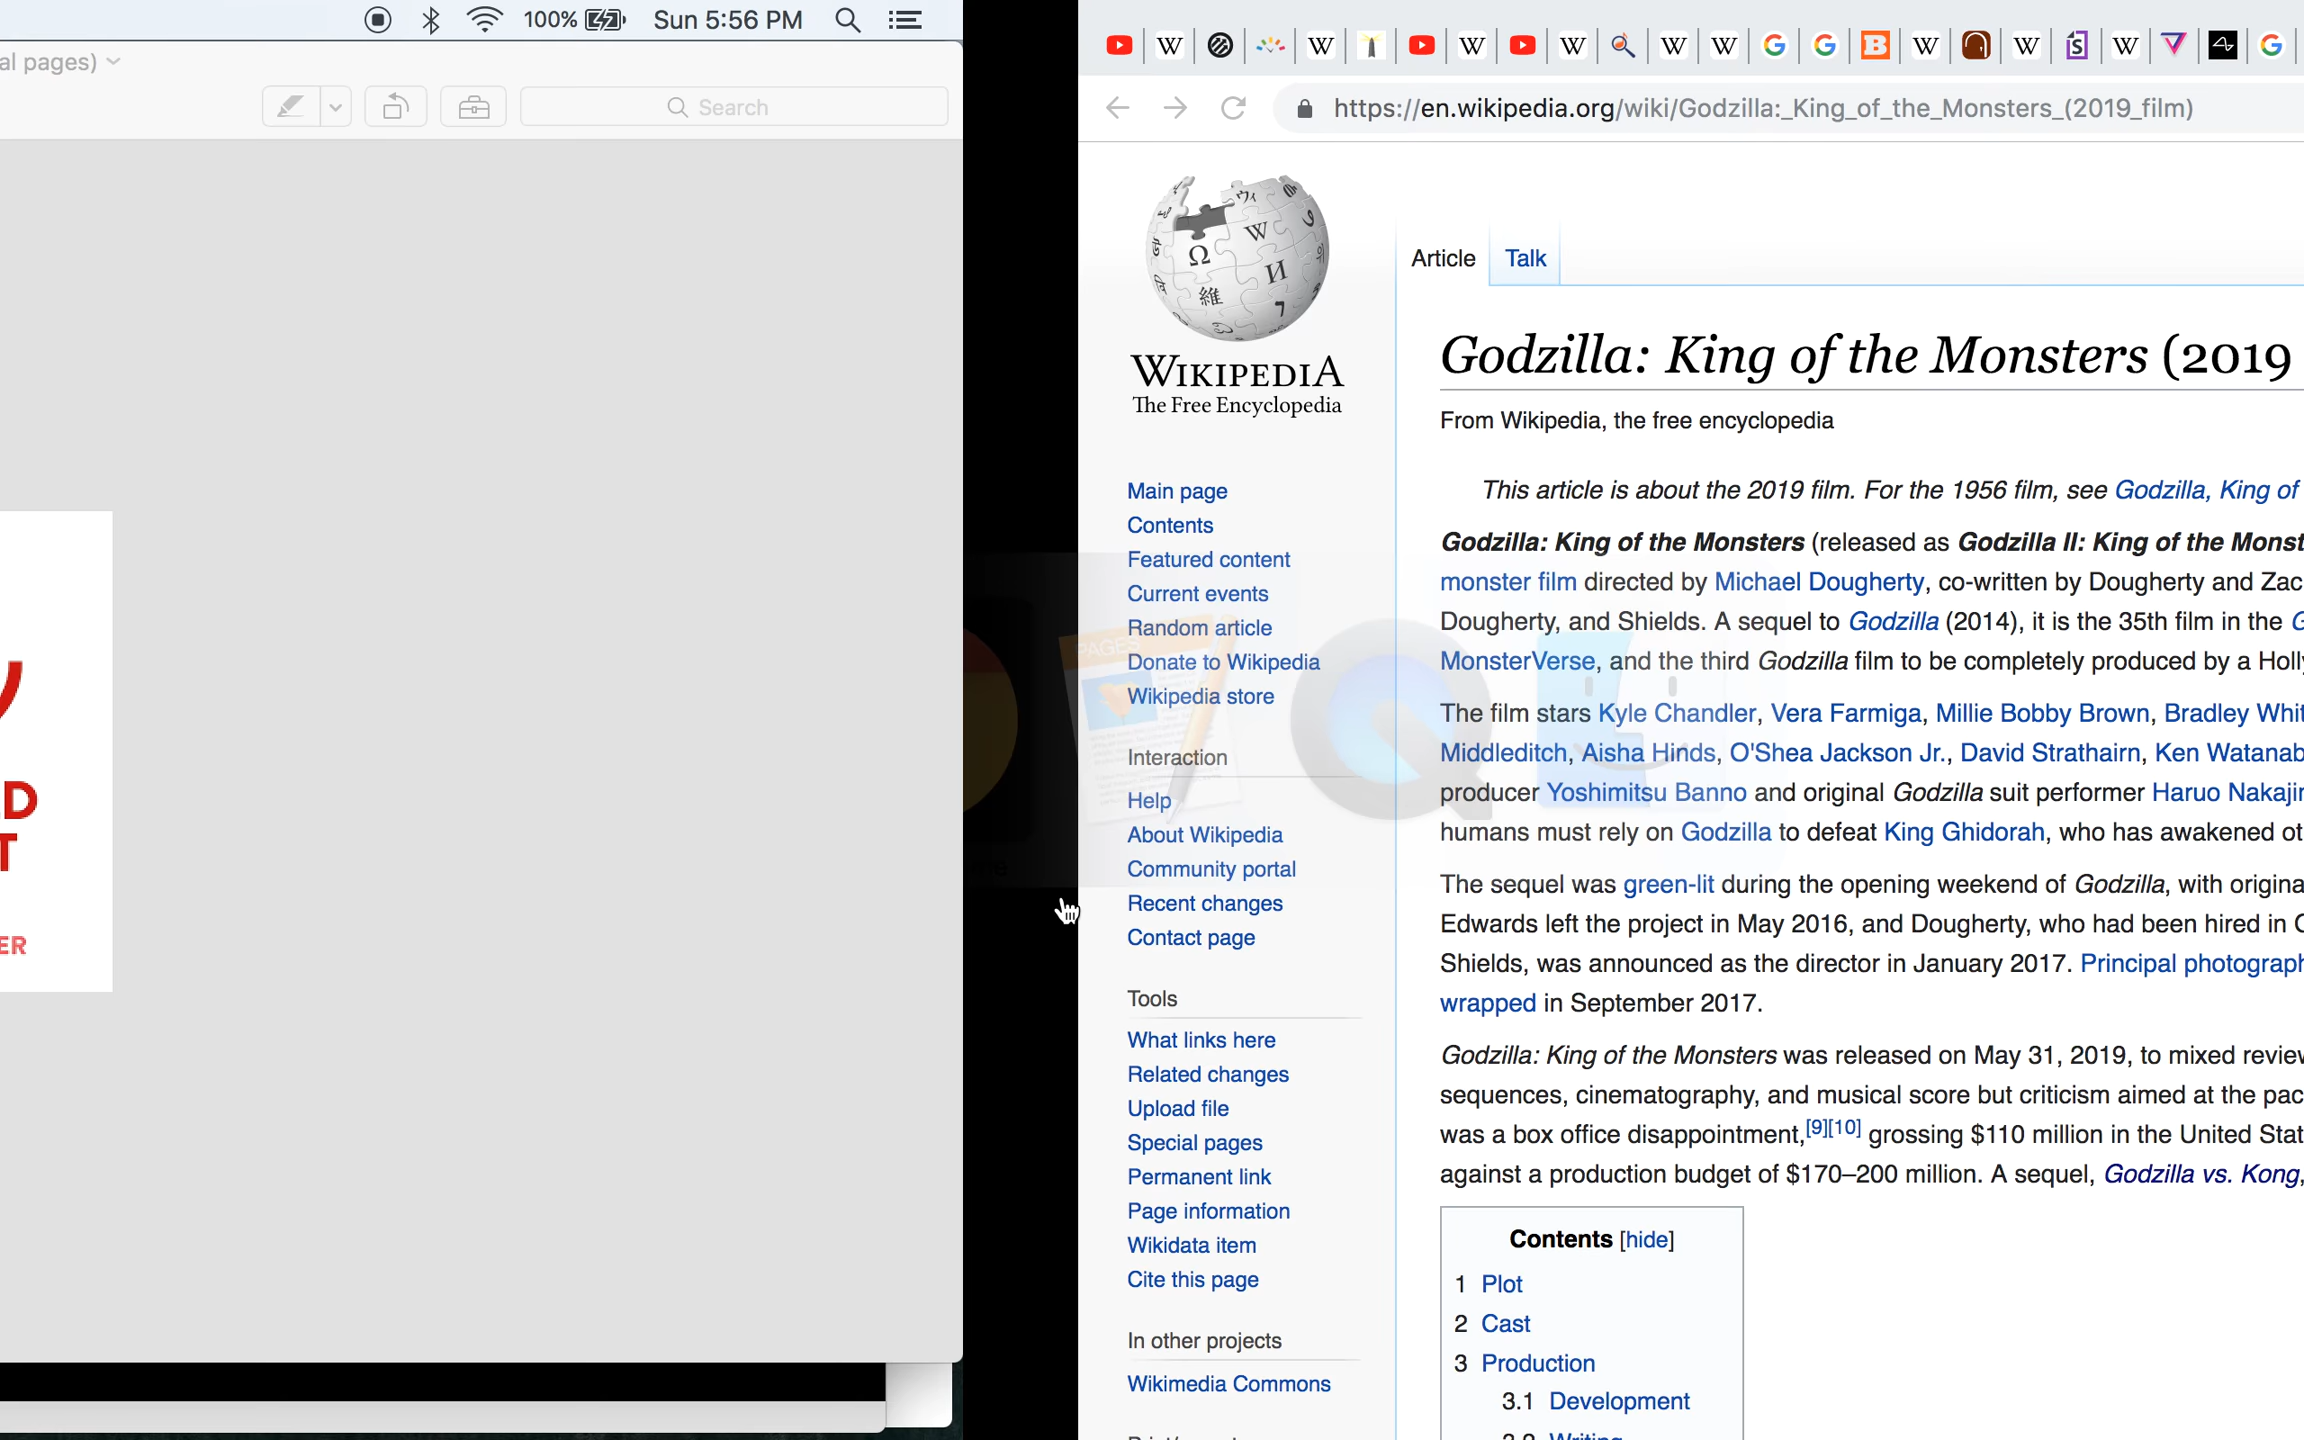 100%
Sun 5:56 PM
al pages)
Search
D
T
ER
https://en.wikipedia.org/wiki/Godzilla:_King_of_the_Monsters_(2019_film)
WIKIPEDIA
The Free Encyclopedia
Main page
Contents
Featured content
Current events
Random article
Donate to Wikipedia
Wikipedia store
Interaction
Help
About Wikipedia
Community portal
Recent changes
Contact page
Tools
What links here
Related changes
Upload file
Special pages
Permanent link
Page information
Wikidata item
Cite this page
In other projects
Wikimedia Commons
Article
Talk
Godzilla: King of the Monsters (2019
From Wikipedia, the free encyclopedia
This article is about the 2019 film. For the 1956 film, see Godzilla, King of
Godzilla: King of the Monsters (released as Godzilla II: King of the Monst
monster film directed by Michael Dougherty, co-written by Dougherty and Zac
Dougherty, and Shields. A sequel to Godzilla (2014), it is the 35th film in the G
MonsterVerse, and the third Godzilla film to be completely produced by a Holly
The film stars Kyle Chandler, Vera Farmiga, Millie Bobby Brown, Bradley Whit
Middleditch, Aisha Hinds, O'Shea Jackson Jr., David Strathairn, Ken Watanab
producer Yoshimitsu Banno and original Godzilla suit performer Haruo Nakajir
humans must rely on Godzilla to defeat King Ghidorah, who has awakened ot
The sequel was green-lit during the opening weekend of Godzilla, with origina
Edwards left the project in May 2016, and Dougherty, who had been hired in O
Shields, was announced as the director in January 2017. Principal photograph
wrapped in September 2017.
Godzilla: King of the Monsters was released on May 31, 2019, to mixed review
sequences, cinematography, and musical score but criticism aimed at the pac
was a box office disappointment,[9][10] grossing $110 million in the United Stat
against a production budget of $170–200 million. A sequel, Godzilla vs. Kong,
Contents [hide]
1 Plot
2 Cast
3 Production
3.1 Development
PAGES